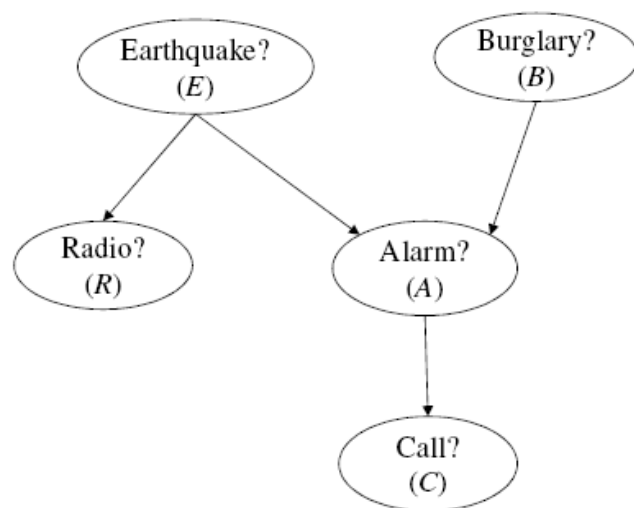 Earthquake?
(E)
Burglary?
(B)
Radio?
(R)
Alarm?
(A)
Call?
(C)